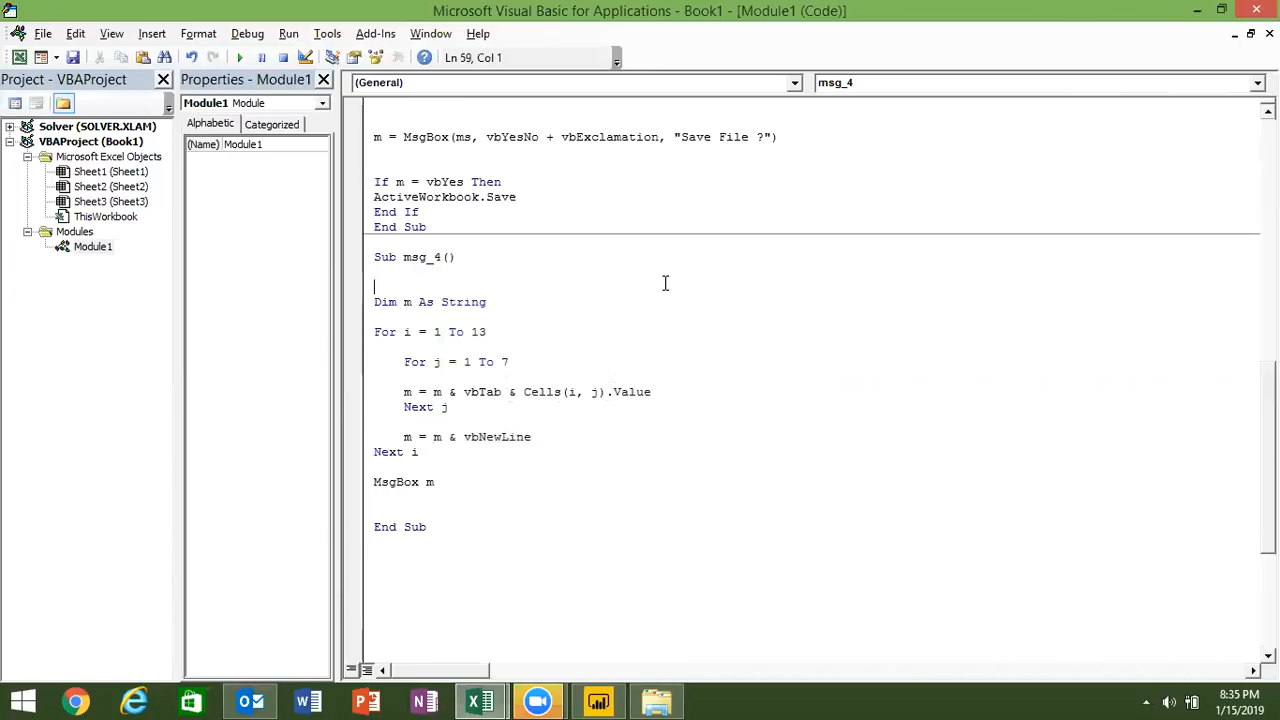 Microsoft Visual Basic for Applications - Book1 - [Module1 (Code)]
File Edit View Insert Format Debug Run Tools Add-Ins Window Help
Ln 59, Col 1
Project - VBAProject
Properties - Module1
(General)
msg_4
Module1 Module
Alphabetic Categorized
(Name) Module1
Solver (SOLVER.XLAM)
VBAProject (Book1)
Microsoft Excel Objects
Sheet1 (Sheet1)
Sheet2 (Sheet2)
Sheet3 (Sheet3)
ThisWorkbook
Modules
Module1
m = MsgBox(ms, vbYesNo + vbExclamation, "Save File ?")
If m = vbYes Then
ActiveWorkbook.Save
End If
End Sub
Sub msg_4()
Dim m As String
For i = 1 To 13
For j = 1 To 7
m = m & vbTab & Cells(i, j).Value
Next j
m = m & vbNewLine
Next i
MsgBox m
End Sub
8:35 PM
1/15/2019